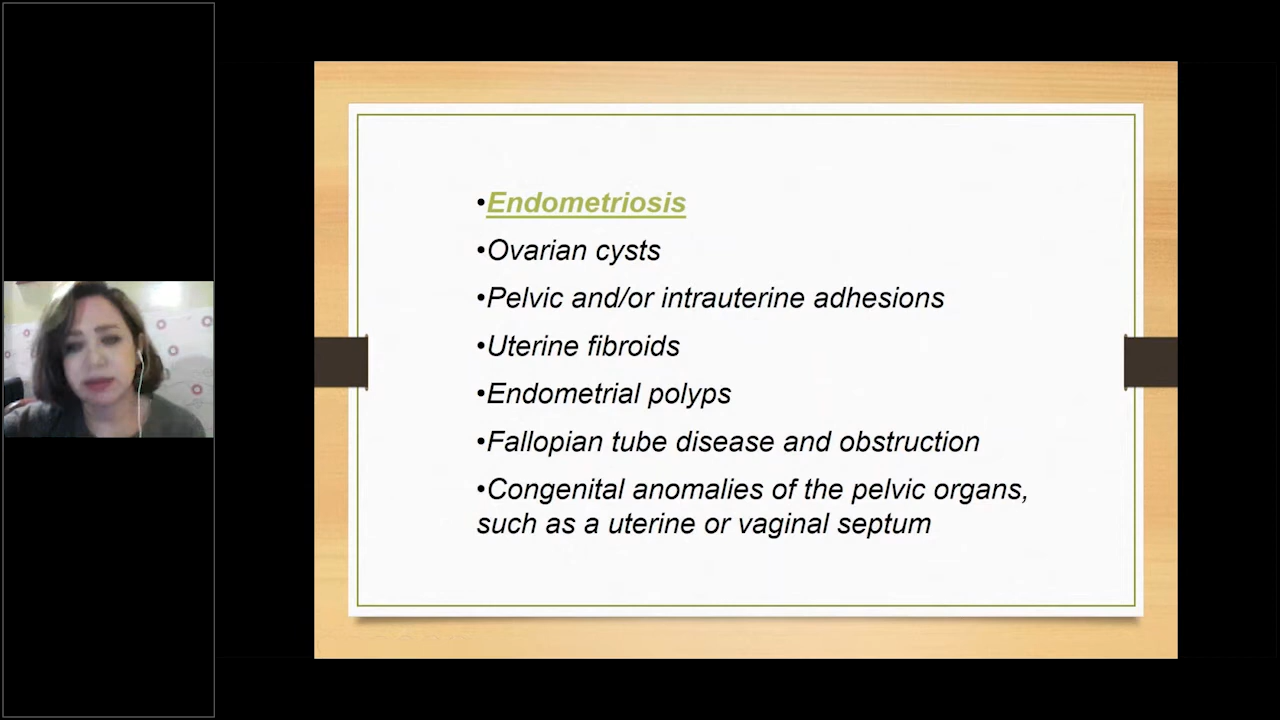 •Endometriosis
•Ovarian cysts
•Pelvic and/or intrauterine adhesions
•Uterine fibroids
•Endometrial polyps
•Fallopian tube disease and obstruction
•Congenital anomalies of the pelvic organs,
such as a uterine or vaginal septum